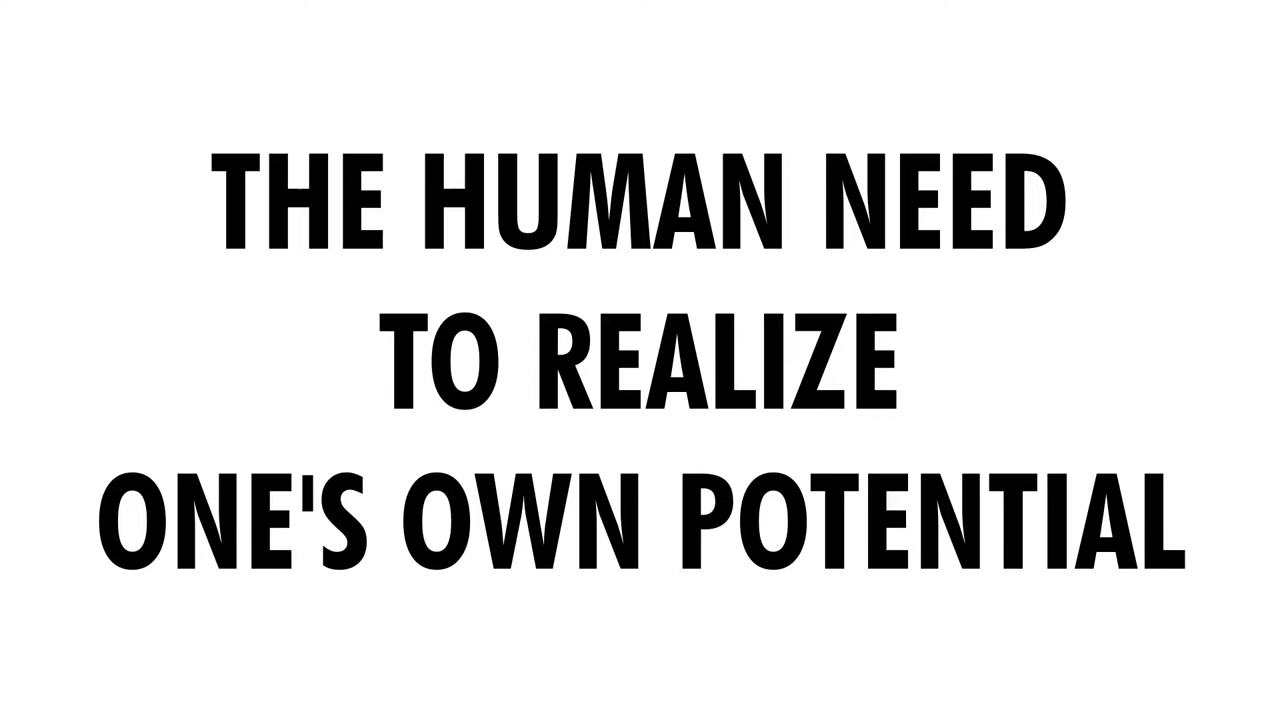 THE HUMAN NEED
TO REALIZE
ONE'S OWN POTENTIAL